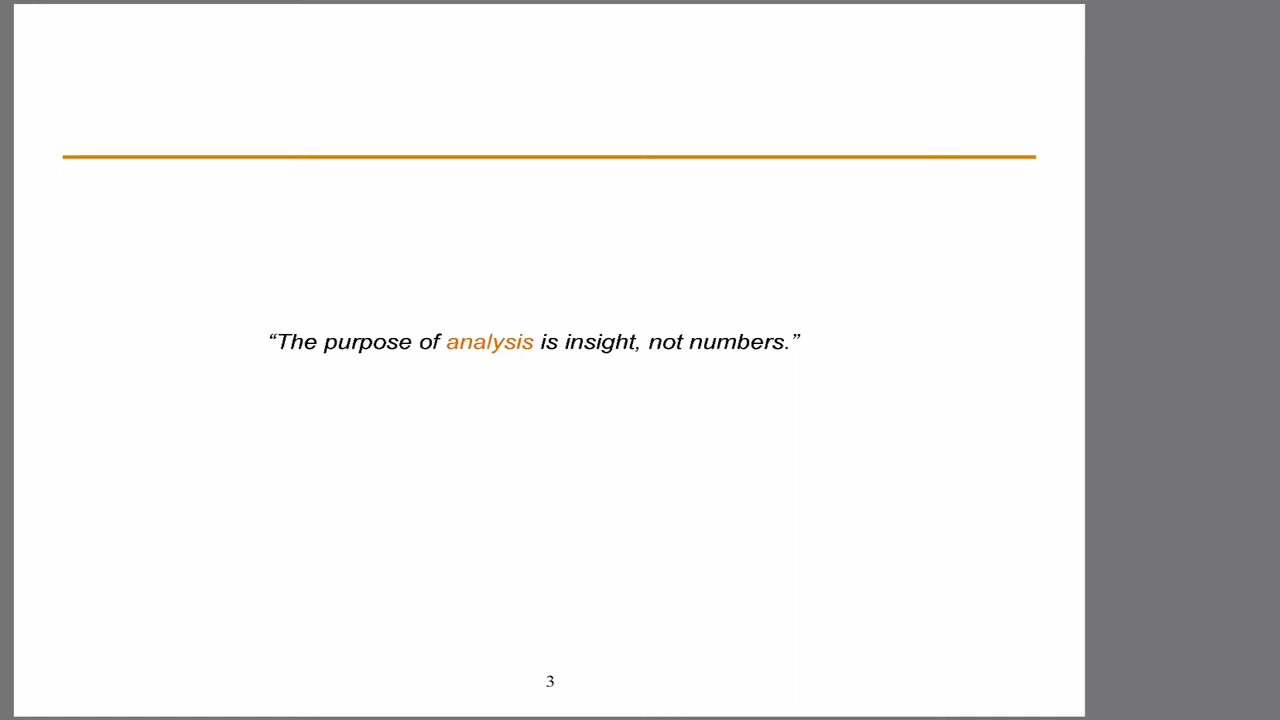 “The purpose of analysis is insight, not numbers.”
3